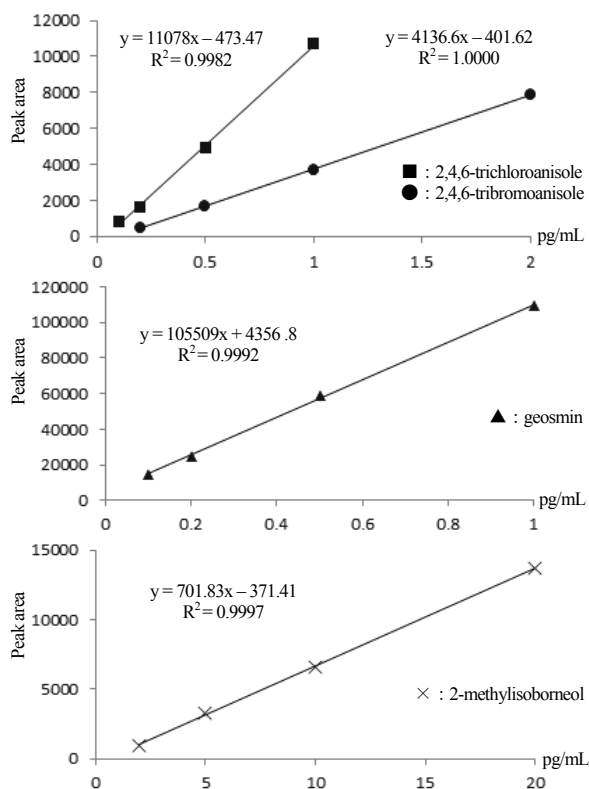 12000
10000
8000
6000
4000
2000
0
Peak area
y = 11078x – 473.47
R² = 0.9982
y = 4136.6x – 401.62
R² = 1.0000
■ : 2,4,6-trichloroanisole
● : 2,4,6-tribromoanisole
0 0.5 1 1.5 2 pg/mL
120000
100000
80000
60000
40000
20000
0
Peak area
y = 105509x + 4356 .8
R² = 0.9992
▲ : geosmin
0 0.2 0.4 0.6 0.8 1 pg/mL
15000
10000
5000
0
Peak area
y = 701.83x – 371.41
R² = 0.9997
× : 2-methylisoborneol
0 5 10 15 20 pg/mL